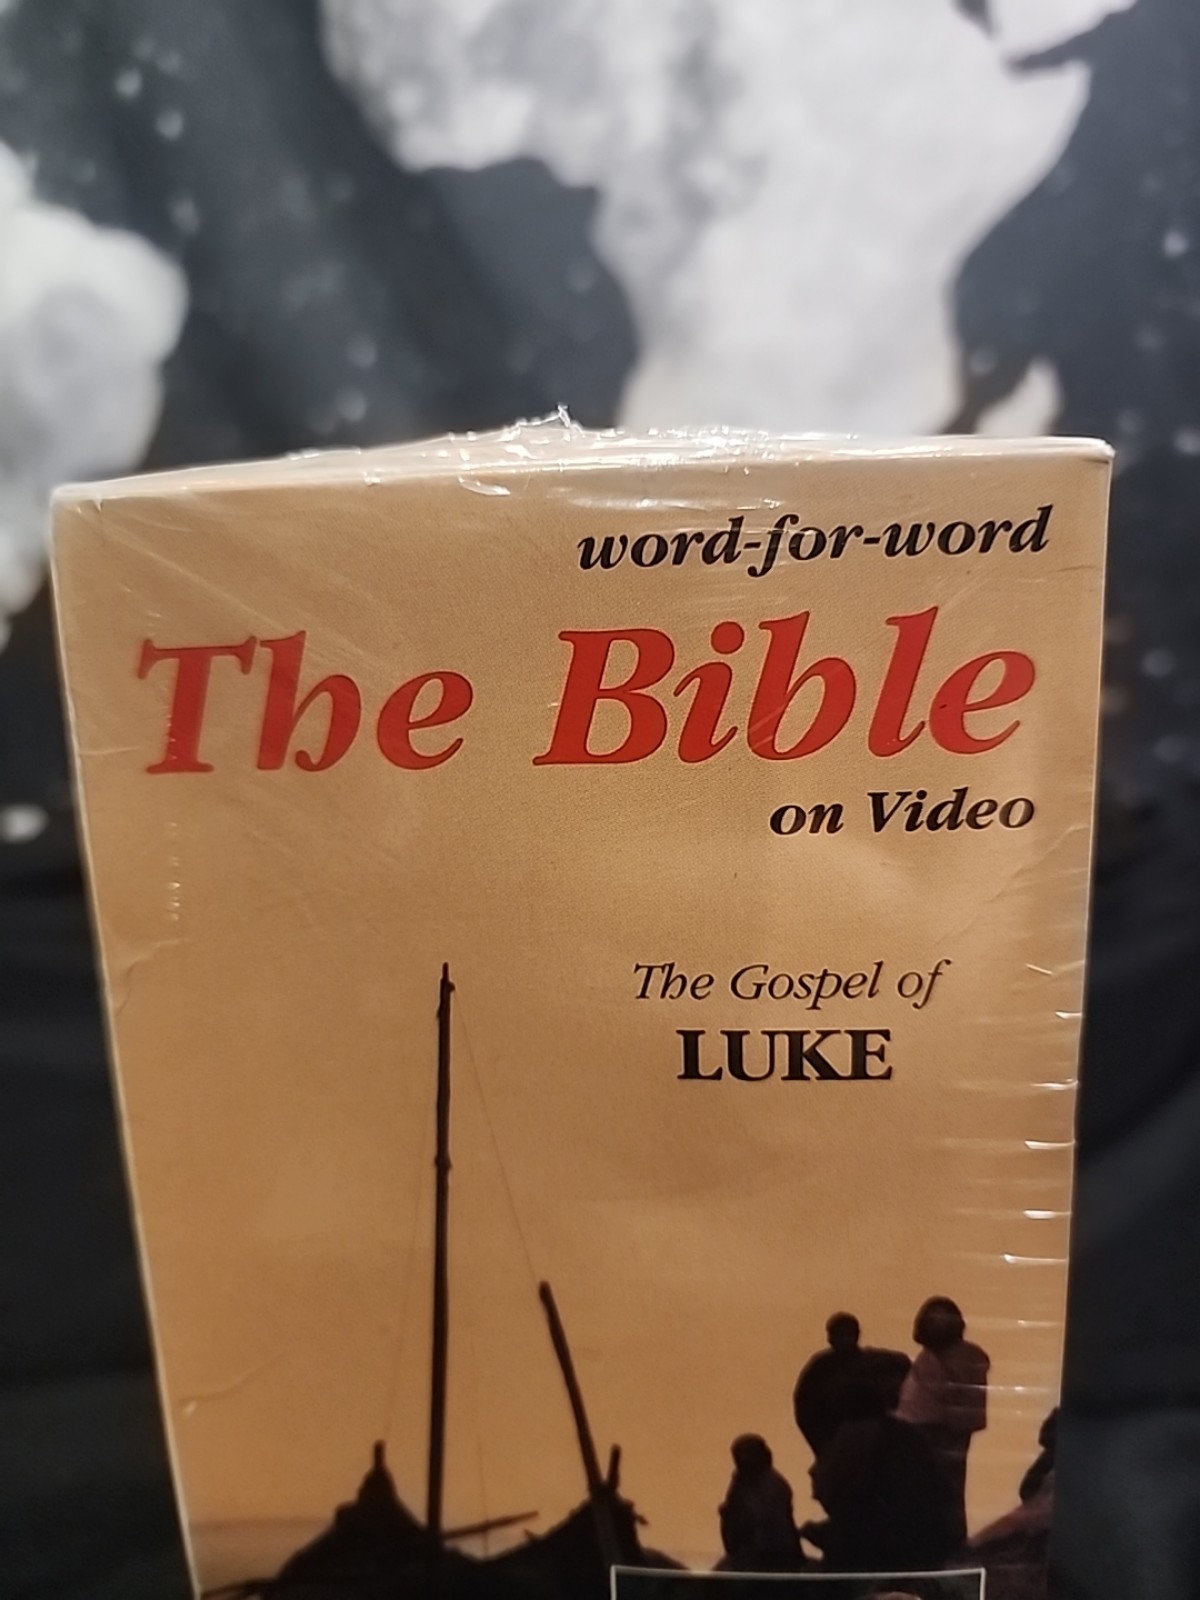 word-for-word
The Bible
on Video
The Gospel of
LUKE